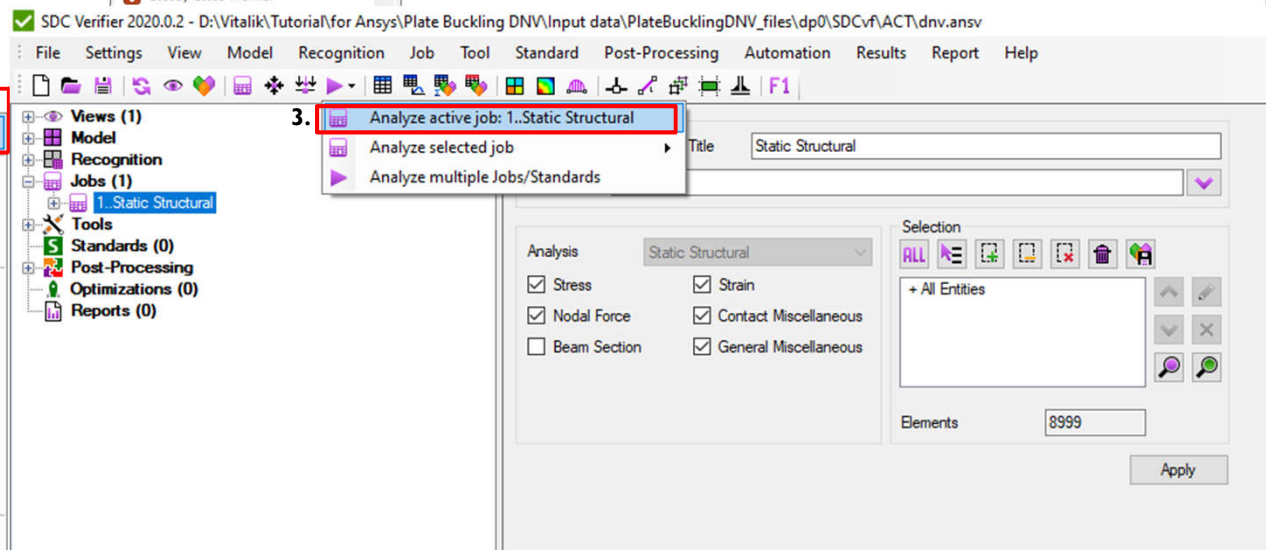 SDC Verifier 2020.0.2 - D:\Vitalik\Tutorial\for Ansys\Plate Buckling DNV\Input data\PlateBucklingDNV_files\dp0\SDCvf\ACT\dnv.ansv
File Settings View Model Recognition Job Tool Standard Post-Processing Automation Results Report Help
F1
Views (1)
Model
Recognition
Jobs (1)
1..Static Structural
Tools
Standards (0)
Post-Processing
Optimizations (0)
Reports (0)
3.
Analyze active job: 1..Static Structural
Analyze selected job
Analyze multiple Jobs/Standards
Title Static Structural
Analysis Static Structural
Stress Strain
Nodal Force Contact Miscellaneous
Beam Section General Miscellaneous
Selection
ALL
+ All Entities
Elements 8999
Apply